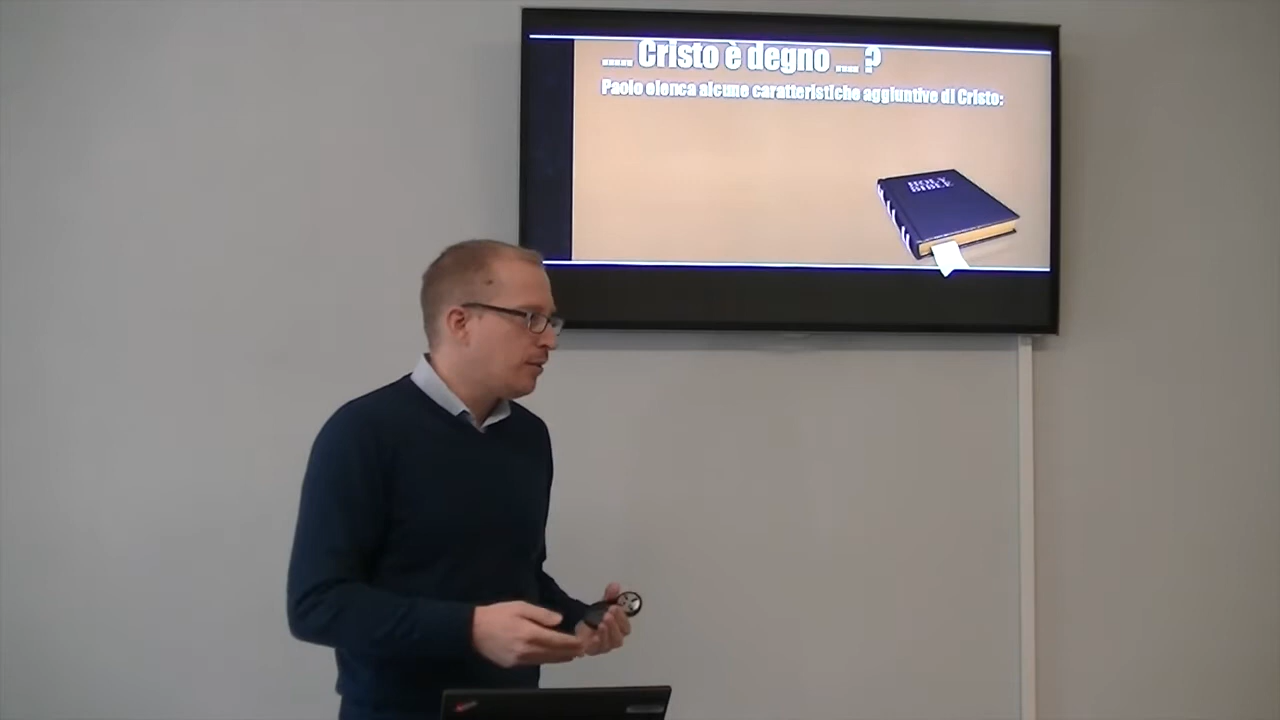 ..... Cristo è degno .... ?
Paolo elenca alcune caratteristiche aggiuntive di Cristo:
HOLY
BIBLE